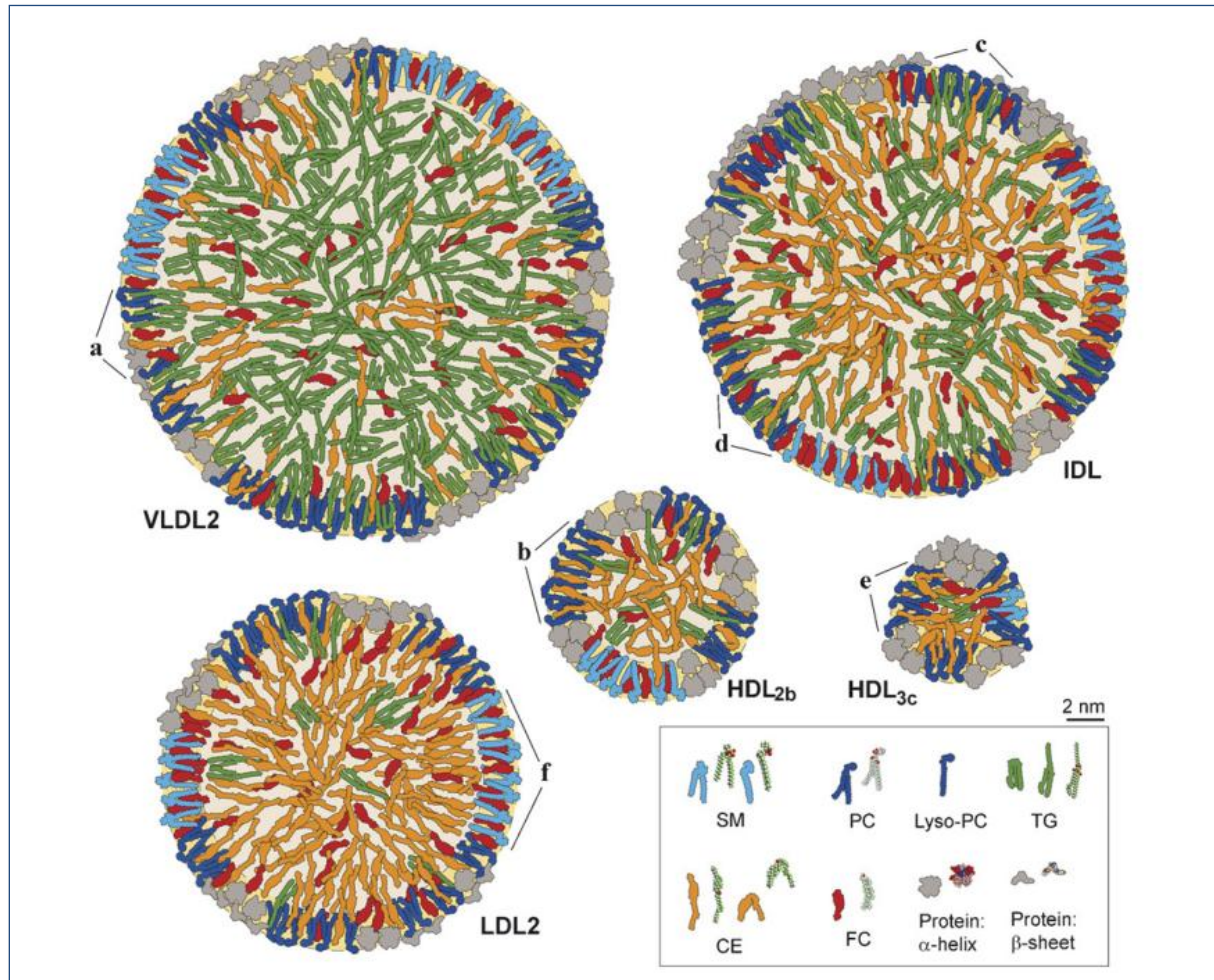 c
a
d
IDL
VLDL2
b
e
HDL2b
HDL3c
2 nm
f
LDL2
SM
PC
Lyso-PC
TG
CE
FC
Protein:
α-helix
Protein:
β-sheet